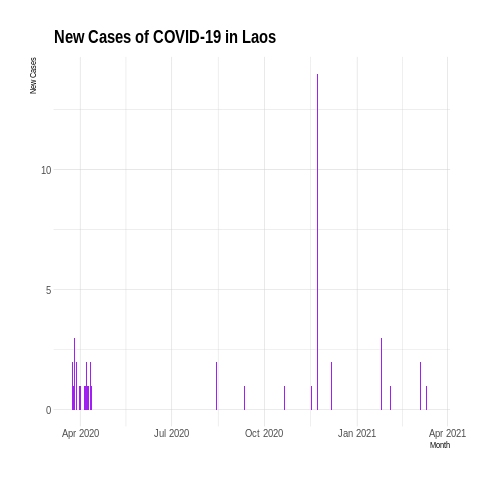 New Cases of COVID-19 in Laos
New Cases
10
5
0
Apr 2020 Jul 2020 Oct 2020 Jan 2021 Apr 2021
Month